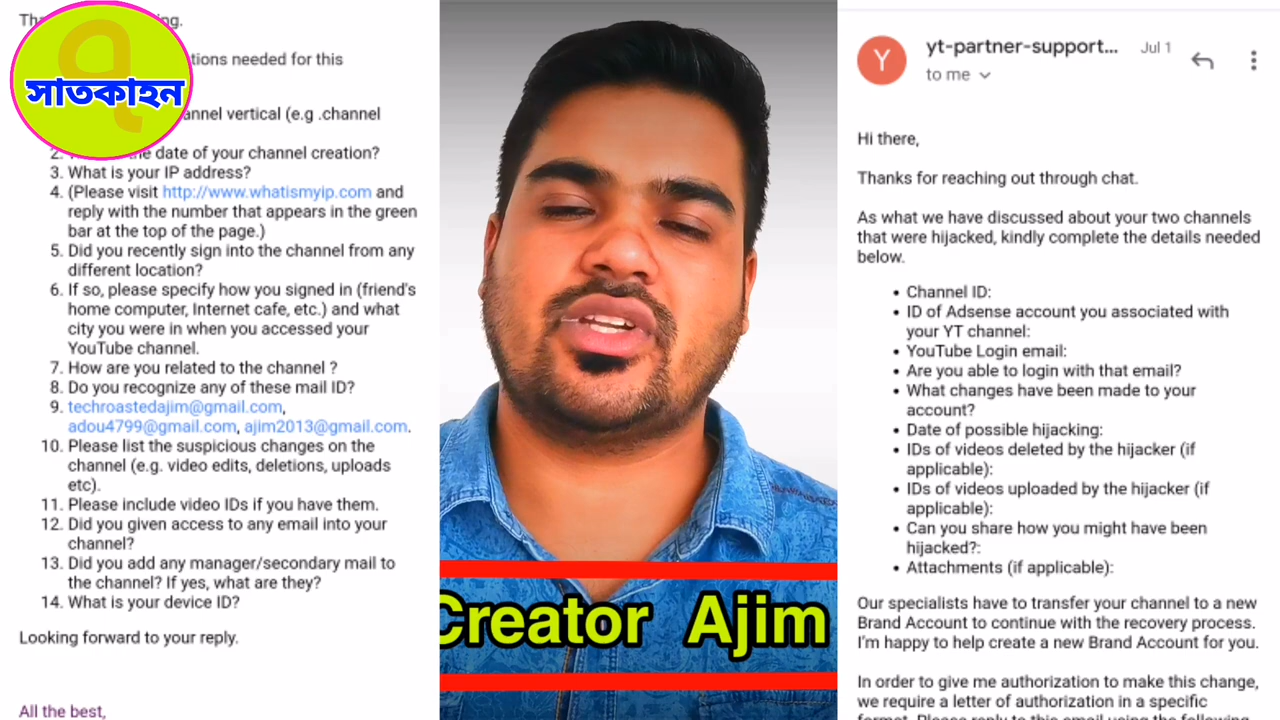 সাতকাহন
ing.
tions needed for this
annel vertical (e.g .channel
2. date of your channel creation?
3. What is your IP address?
4. (Please visit http://www.whatismyip.com and
reply with the number that appears in the green
bar at the top of the page.)
5. Did you recently sign into the channel from any
different location?
6. If so, please specify how you signed in (friend's
home computer, Internet cafe, etc.) and what
city you were in when you accessed your
YouTube channel.
7. How are you related to the channel ?
8. Do you recognize any of these mail ID?
9. techroastedajim@gmail.com,
adou4799@gmail.com, ajim2013@gmail.com.
10. Please list the suspicious changes on the
channel (e.g. video edits, deletions, uploads
etc).
11. Please include video IDs if you have them.
12. Did you given access to any email into your
channel?
13. Did you add any manager/secondary mail to
the channel? If yes, what are they?
14. What is your device ID?
Looking forward to your reply.
All the best,
Creator Ajim
Y
yt-partner-support... Jul 1
to me
Hi there,
Thanks for reaching out through chat.
As what we have discussed about your two channels
that were hijacked, kindly complete the details needed
below.
• Channel ID:
• ID of Adsense account you associated with
your YT channel:
• YouTube Login email:
• Are you able to login with that email?
• What changes have been made to your
account?
• Date of possible hijacking:
• IDs of videos deleted by the hijacker (if
applicable):
• IDs of videos uploaded by the hijacker (if
applicable):
• Can you share how you might have been
hijacked?:
• Attachments (if applicable):
Our specialists have to transfer your channel to a new
Brand Account to continue with the recovery process.
I'm happy to help create a new Brand Account for you.
In order to give me authorization to make this change,
we require a letter of authorization in a specific
format. Please reply to this email using the following